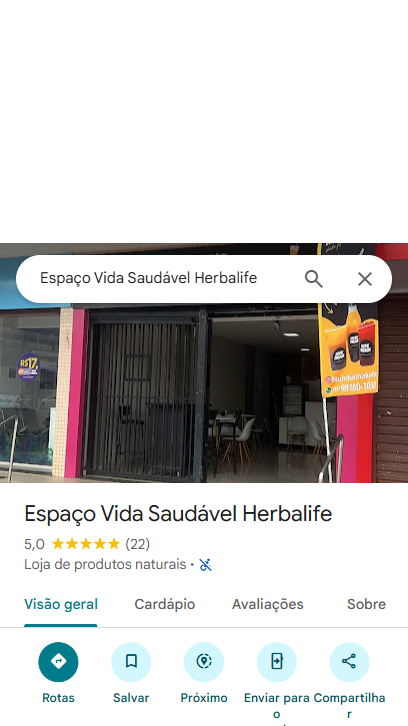 Espaço Vida Saudável Herbalife
R$17,
98160-1030
Espaço Vida Saudável Herbalife
5,0 ★★★★★ (22)
Loja de produtos naturais ·
Visão geral Cardápio Avaliações Sobre
Rotas Salvar Próximo Enviar para o Compartilhar